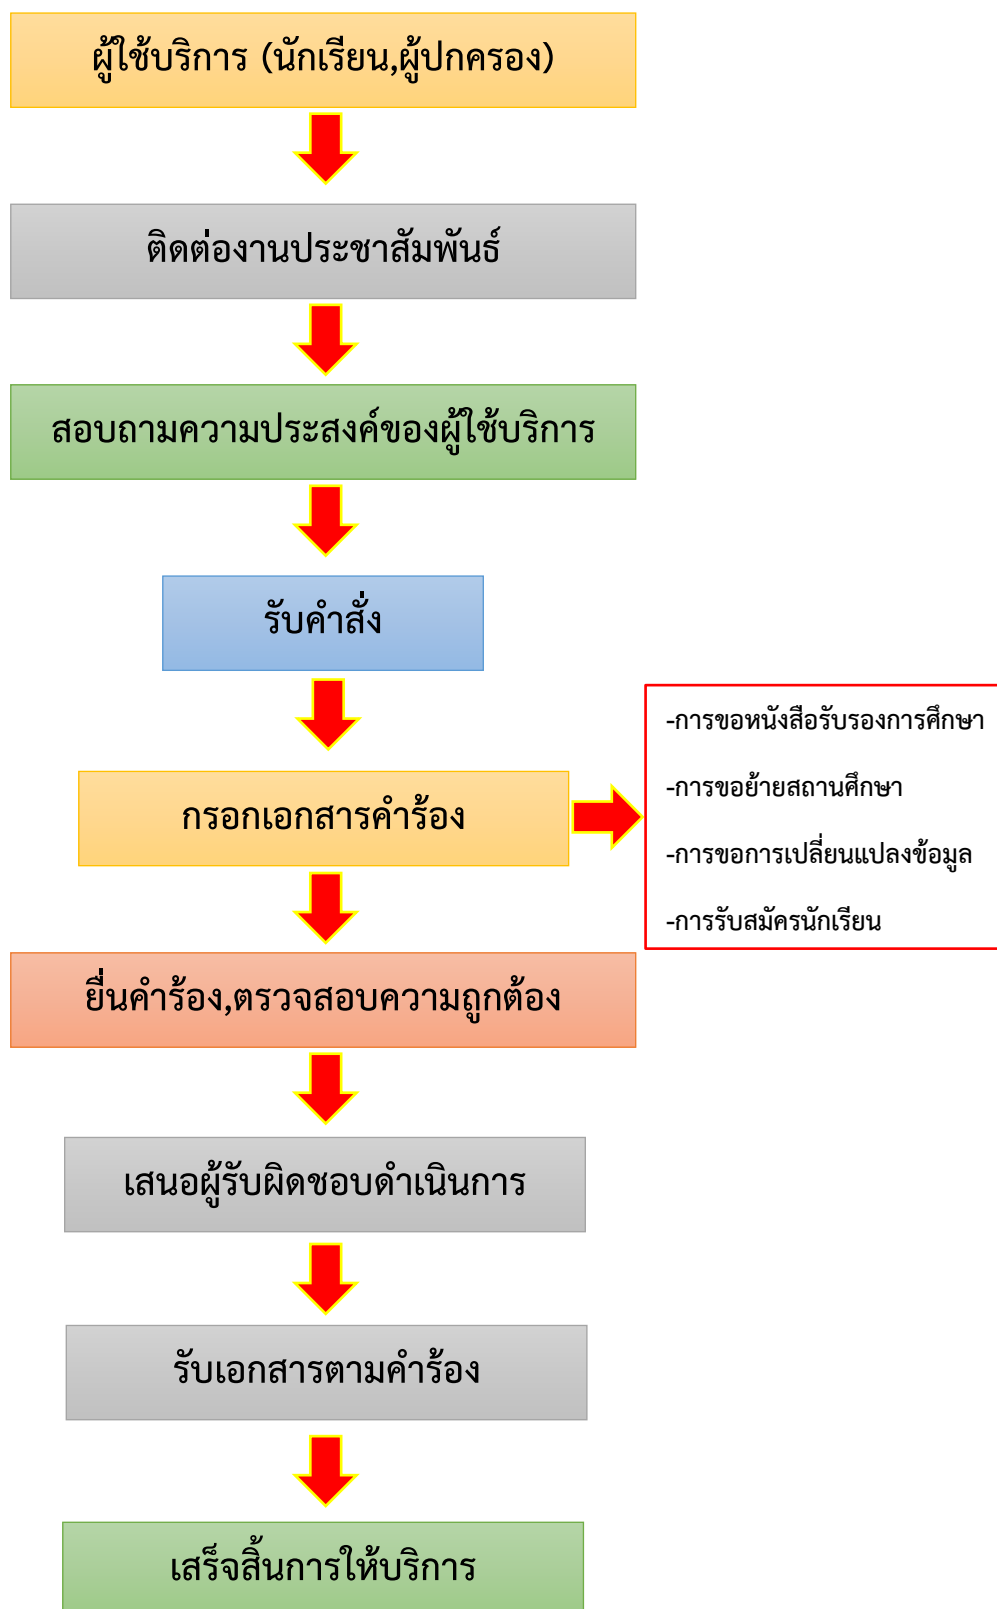 ผู้ใช้บริการ (นักเรียน,ผู้ปกครอง)
ติดต่องานประชาสัมพันธ์
สอบถามความประสงค์ของผู้ใช้บริการ
รับคำสั่ง
กรอกเอกสารคำร้อง
-การขอหนังสือรับรองการศึกษา
-การขอย้ายสถานศึกษา
-การขอการเปลี่ยนแปลงข้อมูล
-การรับสมัครนักเรียน
ยื่นคำร้อง,ตรวจสอบความถูกต้อง
เสนอผู้รับผิดชอบดำเนินการ
รับเอกสารตามคำร้อง
เสร็จสิ้นการให้บริการ